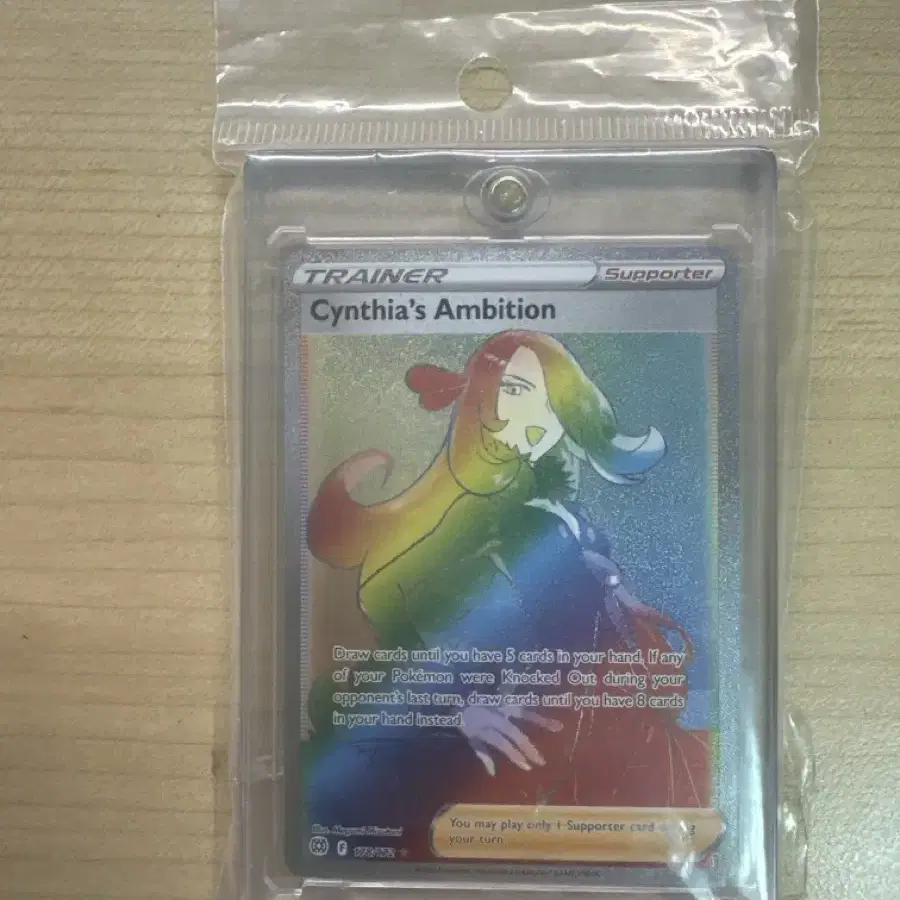 TRAINER Supporter
Cynthia's Ambition
Draw cards until you have 5 cards in your hand. If any
of your Pokémon were Knocked Out during your
opponent's last turn, draw cards until you have 8 cards
in your hand instead.
You may play only 1 Supporter card during
your turn.
Illus.
F